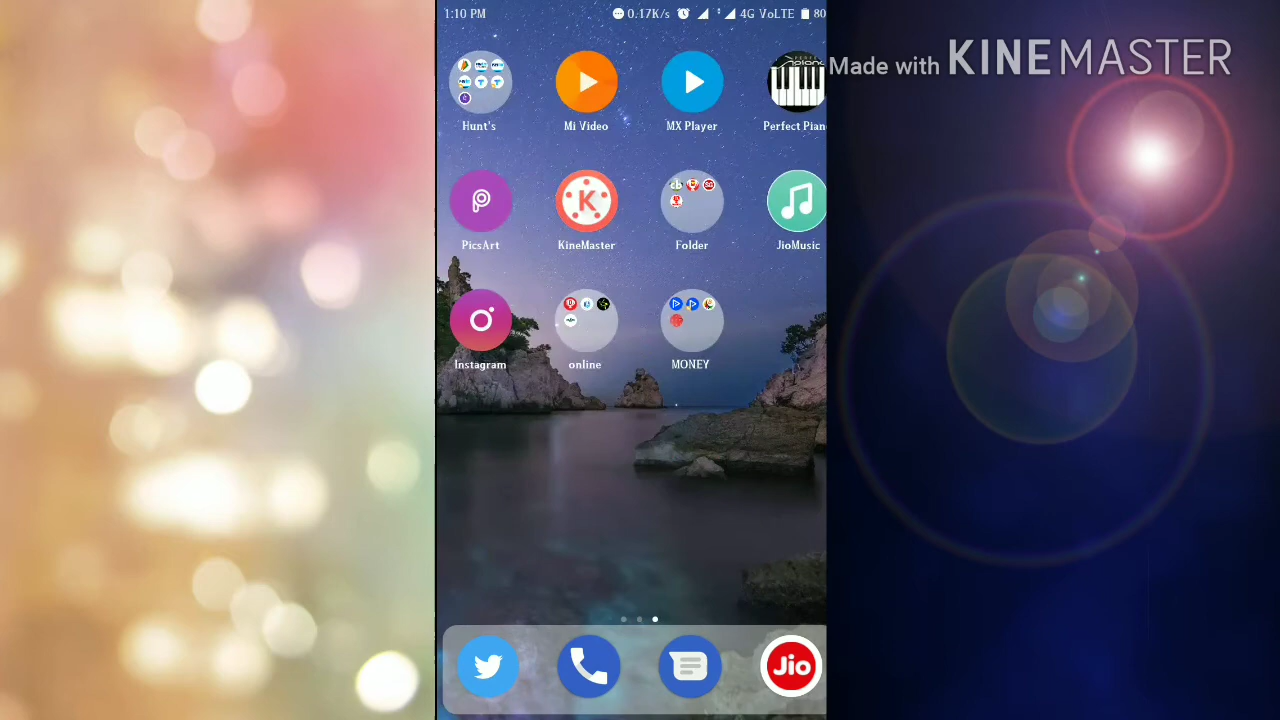 1:10 PM 0.17K/s 4G VoLTE 80
Made with KINEMASTER
Hunt's Mi Video MX Player Perfect Pian
PicsArt KineMaster Folder JioMusic
Instagram online MONEY
Jio